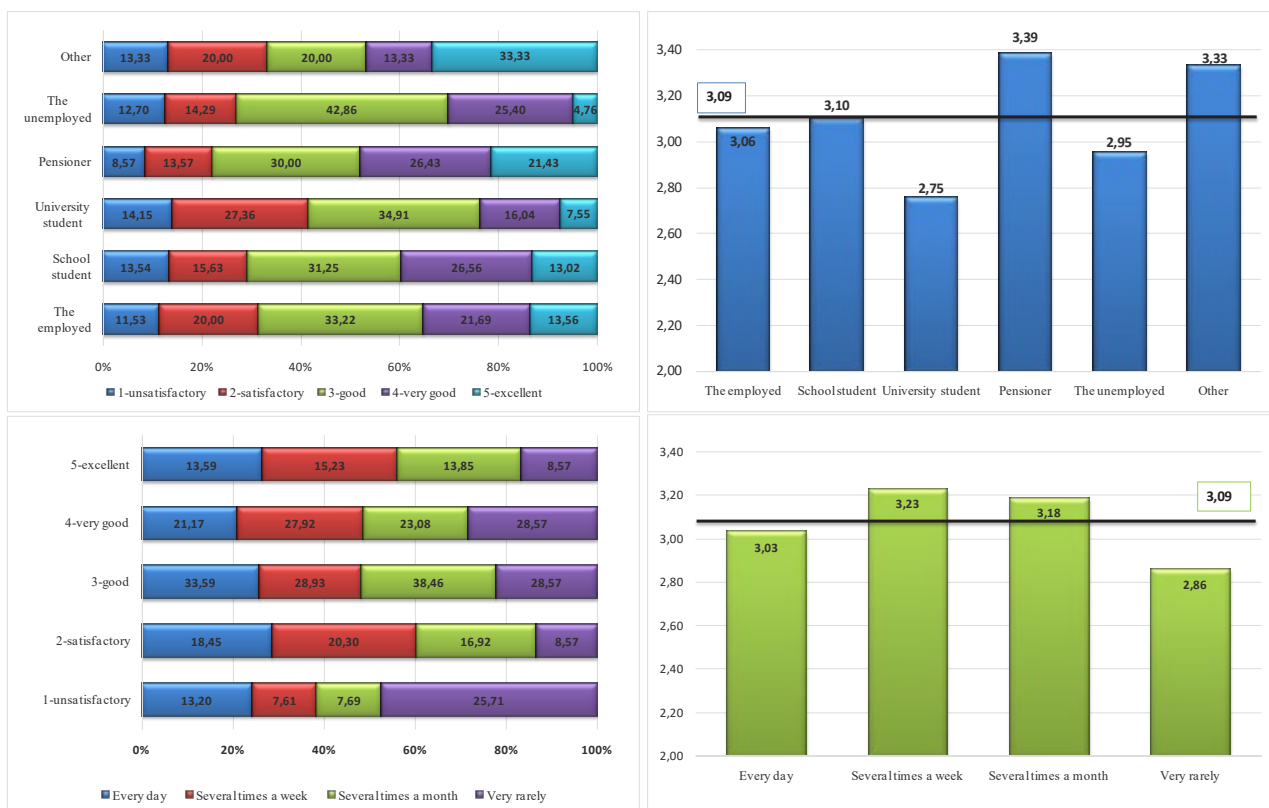 Other
13,33 20,00 20,00 13,33 33,33
The
unemployed
12,70 14,29 42,86 25,40 4,76
Pensioner
8,57 13,57 30,00 26,43 21,43
University
student
14,15 27,36 34,91 16,04 7,55
School
student
13,54 15,63 31,25 26,56 13,02
The
employed
11,53 20,00 33,22 21,69 13,56
0% 20% 40% 60% 80% 100%
1-unsatisfactory 2-satisfactory 3-good 4-very good 5-excellent
3,40
3,20
3,00
2,80
2,60
2,40
2,20
2,00
3,09
3,06
3,10
2,75
3,39
2,95
3,33
The employed School student University student Pensioner The unemployed Other
5-excellent
13,59 15,23 13,85 8,57
4-very good
21,17 27,92 23,08 28,57
3-good
33,59 28,93 38,46 28,57
2-satisfactory
18,45 20,30 16,92 8,57
1-unsatisfactory
13,20 7,61 7,69 25,71
0% 20% 40% 60% 80% 100%
Every day Several times a week Several times a month Very rarely
3,40
3,20
3,00
2,80
2,60
2,40
2,20
2,00
3,09
3,03
3,23
3,18
2,86
Every day Several times a week Several times a month Very rarely